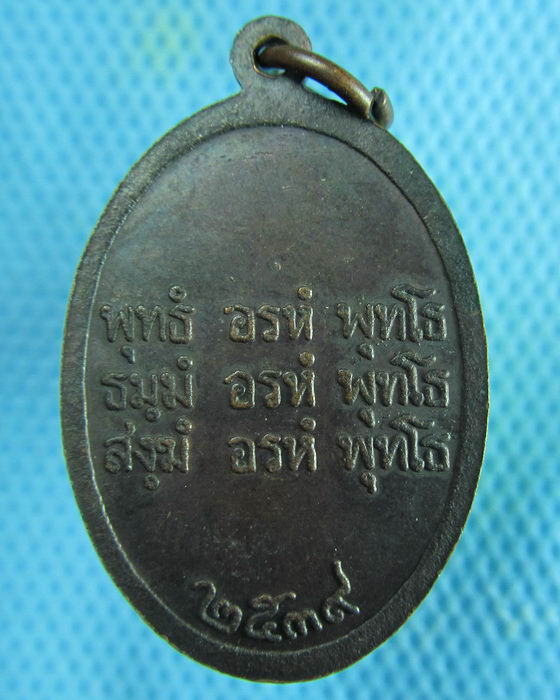 พุทธํ อรหํ พุทโธ
ธมฺมํ อรหํ พุทโธ
สงฺฆํ อรหํ พุทโธ
๒๕๓๙